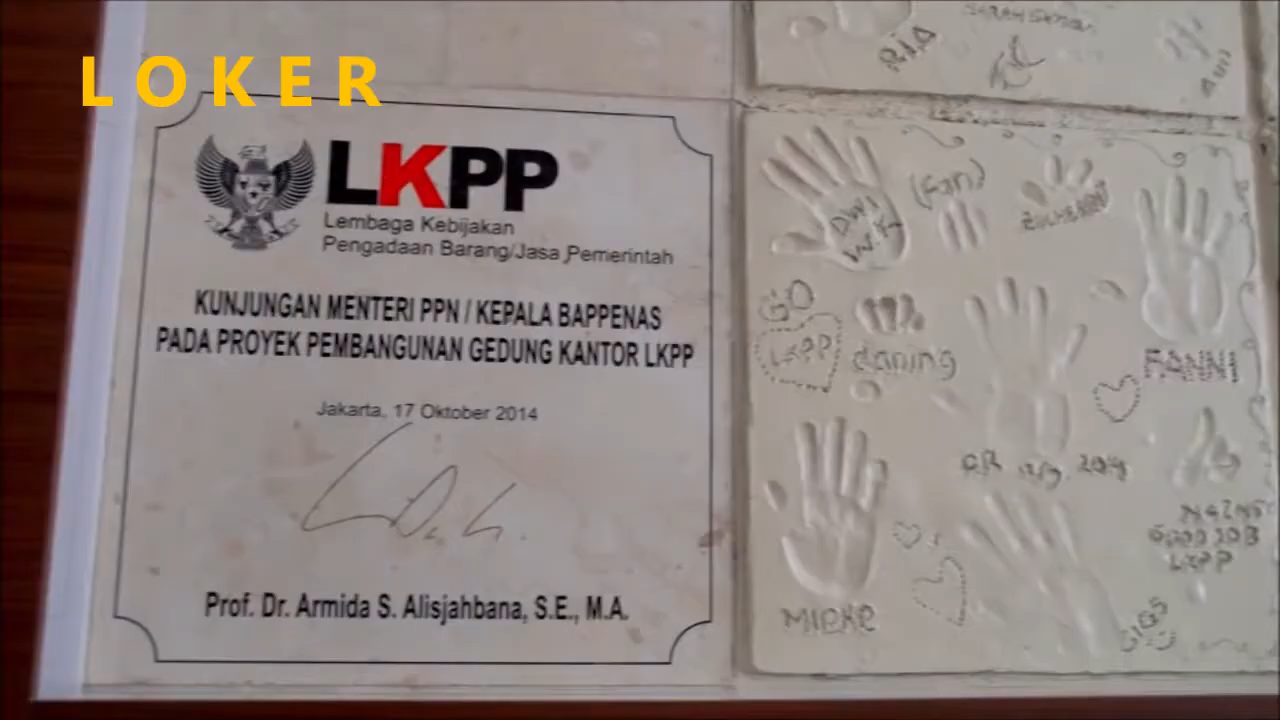 LOKER
LKPP
Lembaga Kebijakan
Pengadaan Barang/Jasa Pemerintah
KUNJUNGAN MENTERI PPN / KEPALA BAPPENAS
PADA PROYEK PEMBANGUNAN GEDUNG KANTOR LKPP
Jakarta, 17 Oktober 2014
Prof. Dr. Armida S. Alisjahbana, S.E., M.A.
RIA
DWI
W.K
(Fan)
GO
LKPP
daning
FANNI
MIEKE
LKPP